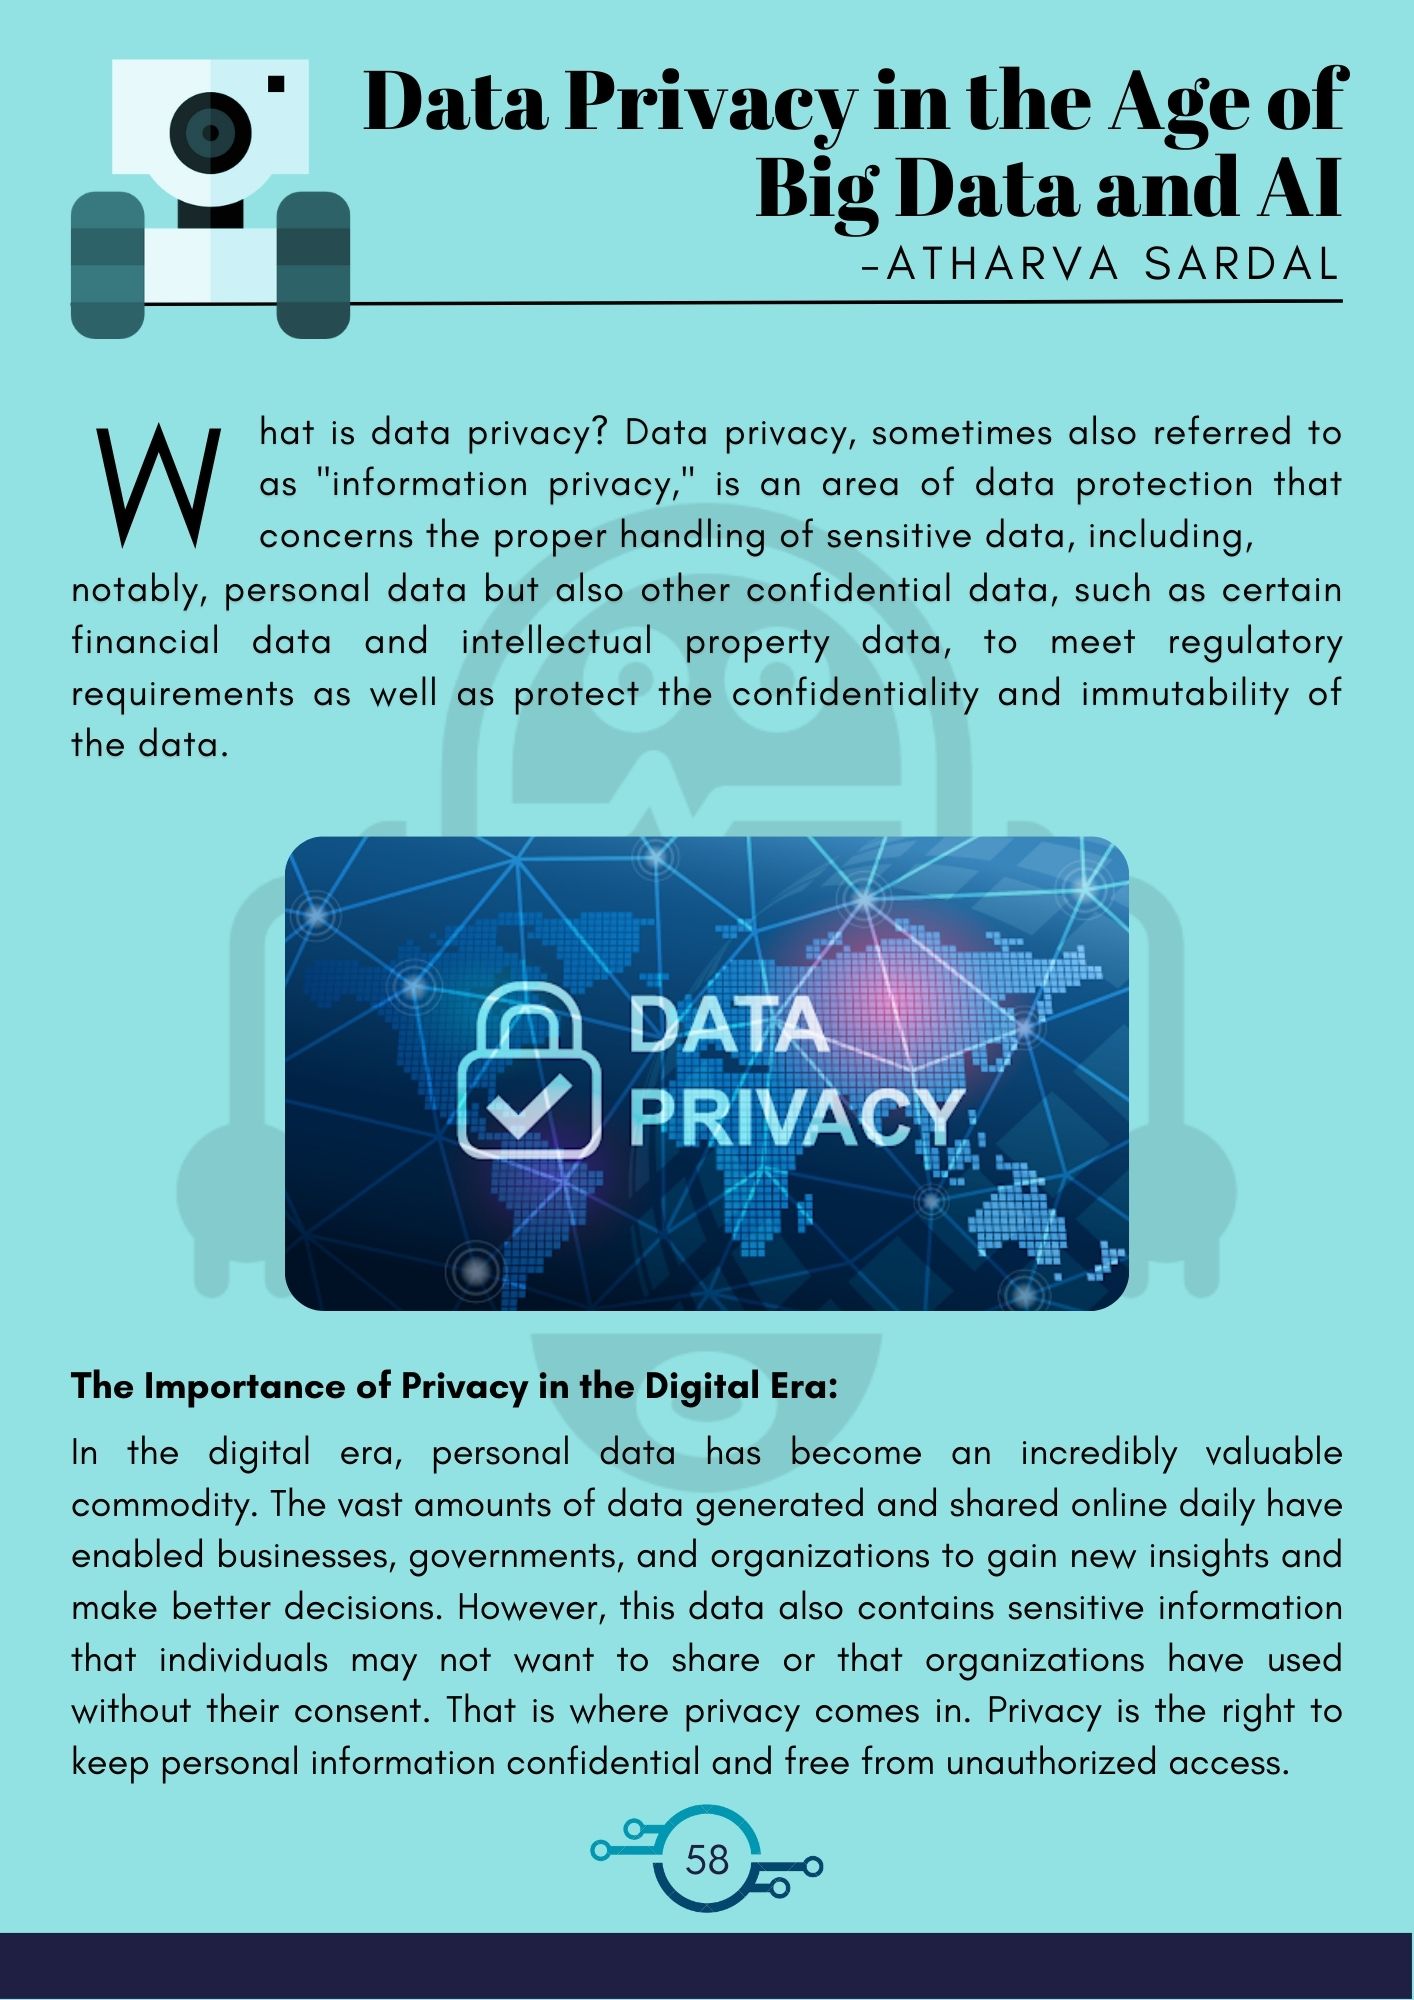 Data Privacy in the Age of
Big Data and AI
-ATHARVA SARDAL
What is data privacy? Data privacy, sometimes also referred to
as "information privacy," is an area of data protection that
concerns the proper handling of sensitive data, including,
notably, personal data but also other confidential data, such as certain
financial data and intellectual property data, to meet regulatory
requirements as well as protect the confidentiality and immutability of
the data.
DATA
PRIVACY
The Importance of Privacy in the Digital Era:
In the digital era, personal data has become an incredibly valuable
commodity. The vast amounts of data generated and shared online daily have
enabled businesses, governments, and organizations to gain new insights and
make better decisions. However, this data also contains sensitive information
that individuals may not want to share or that organizations have used
without their consent. That is where privacy comes in. Privacy is the right to
keep personal information confidential and free from unauthorized access.
58